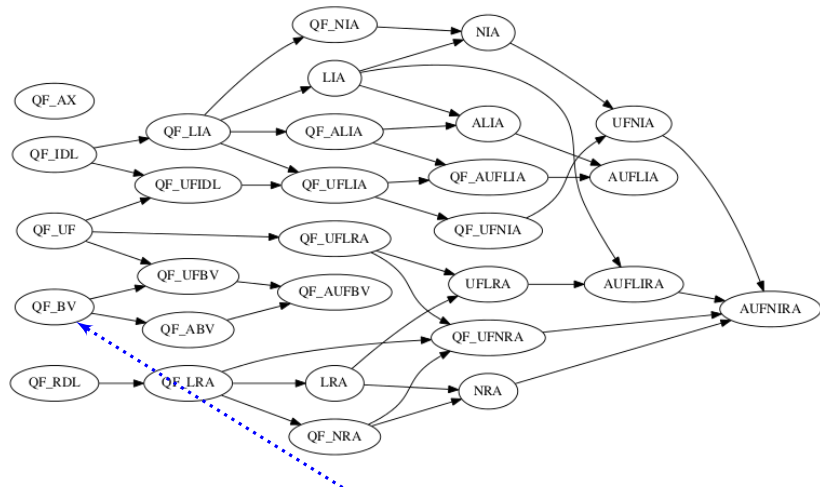 QF_NIA
NIA
LIA
QF_AX
QF_LIA
QF_ALIA
ALIA
UFNIA
QF_IDL
QF_UFIDL
QF_UFLIA
QF_AUFLIA
AUFLIA
QF_UF
QF_UFLRA
QF_UFNIA
QF_UFBV
QF_AUFBV
UFLRA
AUFLIRA
QF_BV
QF_ABV
QF_UFNRA
AUFNIRA
QF_RDL
QF_LRA
LRA
NRA
QF_NRA